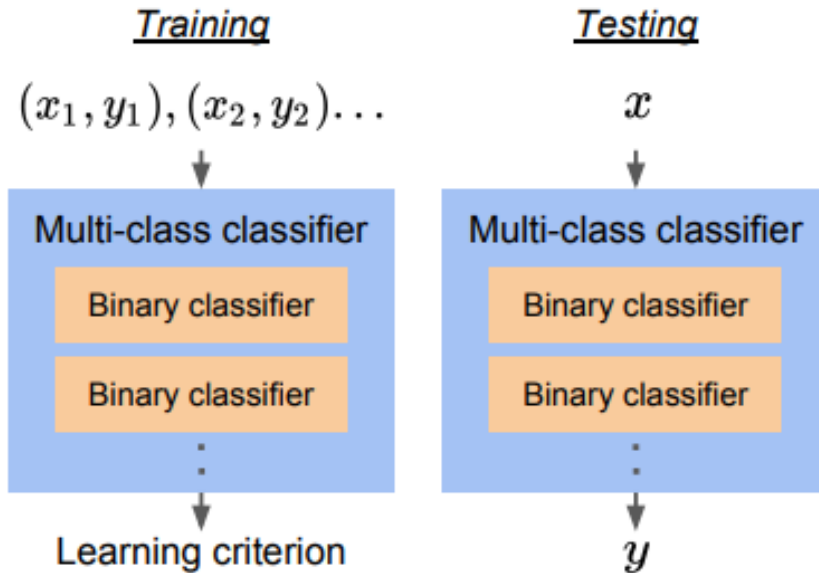 Training
(x₁, y₁), (x₂, y₂)...
Multi-class classifier
Binary classifier
Binary classifier
⋮
Learning criterion
Testing
x
Multi-class classifier
Binary classifier
Binary classifier
⋮
y